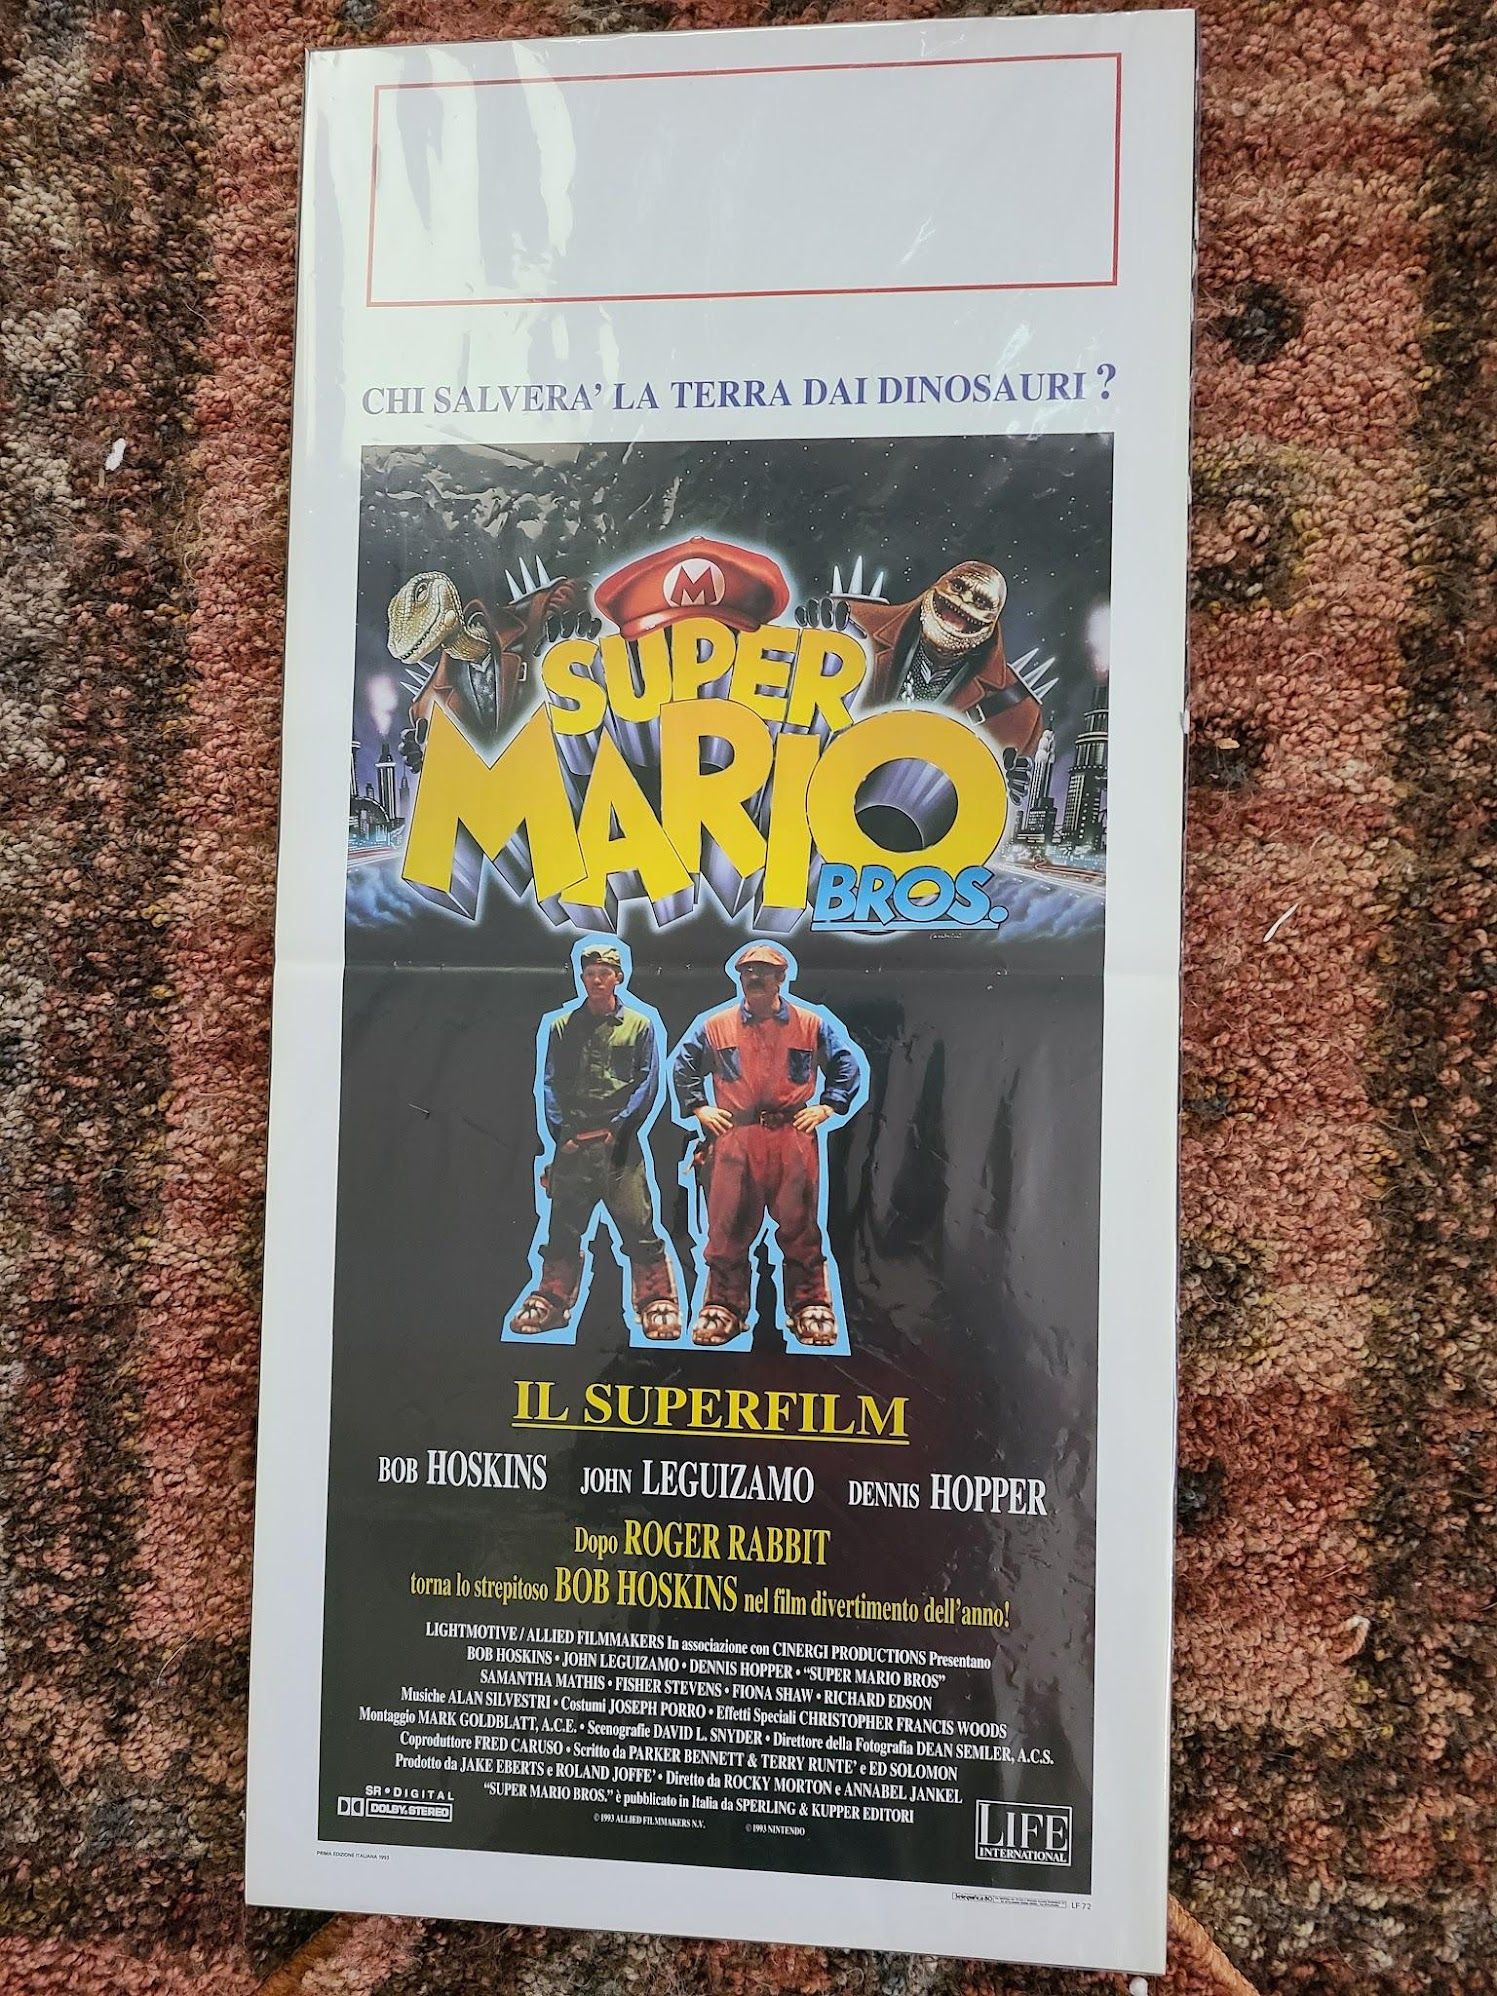 CHI SALVERA' LA TERRA DAI DINOSAURI?
M
SUPER
MARIO
BROS.
IL SUPERFILM
BOB HOSKINS JOHN LEGUIZAMO DENNIS HOPPER
Dopo ROGER RABBIT
torna lo strepitoso BOB HOSKINS nel film divertimento dell'anno!
LIGHTMOTIVE / ALLIED FILMMAKERS In associazione con CINERGI PRODUCTIONS Presentano
BOB HOSKINS • JOHN LEGUIZAMO • DENNIS HOPPER • "SUPER MARIO BROS"
SAMANTHA MATHIS • FISHER STEVENS • FIONA SHAW • RICHARD EDSON
Musiche ALAN SILVESTRI • Costumi JOSEPH PORRO • Effetti Speciali CHRISTOPHER FRANCIS WOODS
Montaggio MARK GOLDBLATT, A.C.E. • Scenografie DAVID L. SNYDER • Direttore della Fotografia DEAN SEMLER, A.C.S.
Coproduttore FRED CARUSO • Scritto da PARKER BENNETT & TERRY RUNTE' e ED SOLOMON
Prodotto da JAKE EBERTS e ROLAND JOFFE' • Diretto da ROCKY MORTON e ANNABEL JANKEL
"SUPER MARIO BROS." è pubblicato in Italia da SPERLING & KUPPER EDITORI
© 1993 ALLIED FILMMAKERS N.V. © 1993 NINTENDO
SR • DIGITAL
DOLBY STEREO
LIFE
INTERNATIONAL
PRIMA EDIZIONE ITALIANA 1993
LF 72